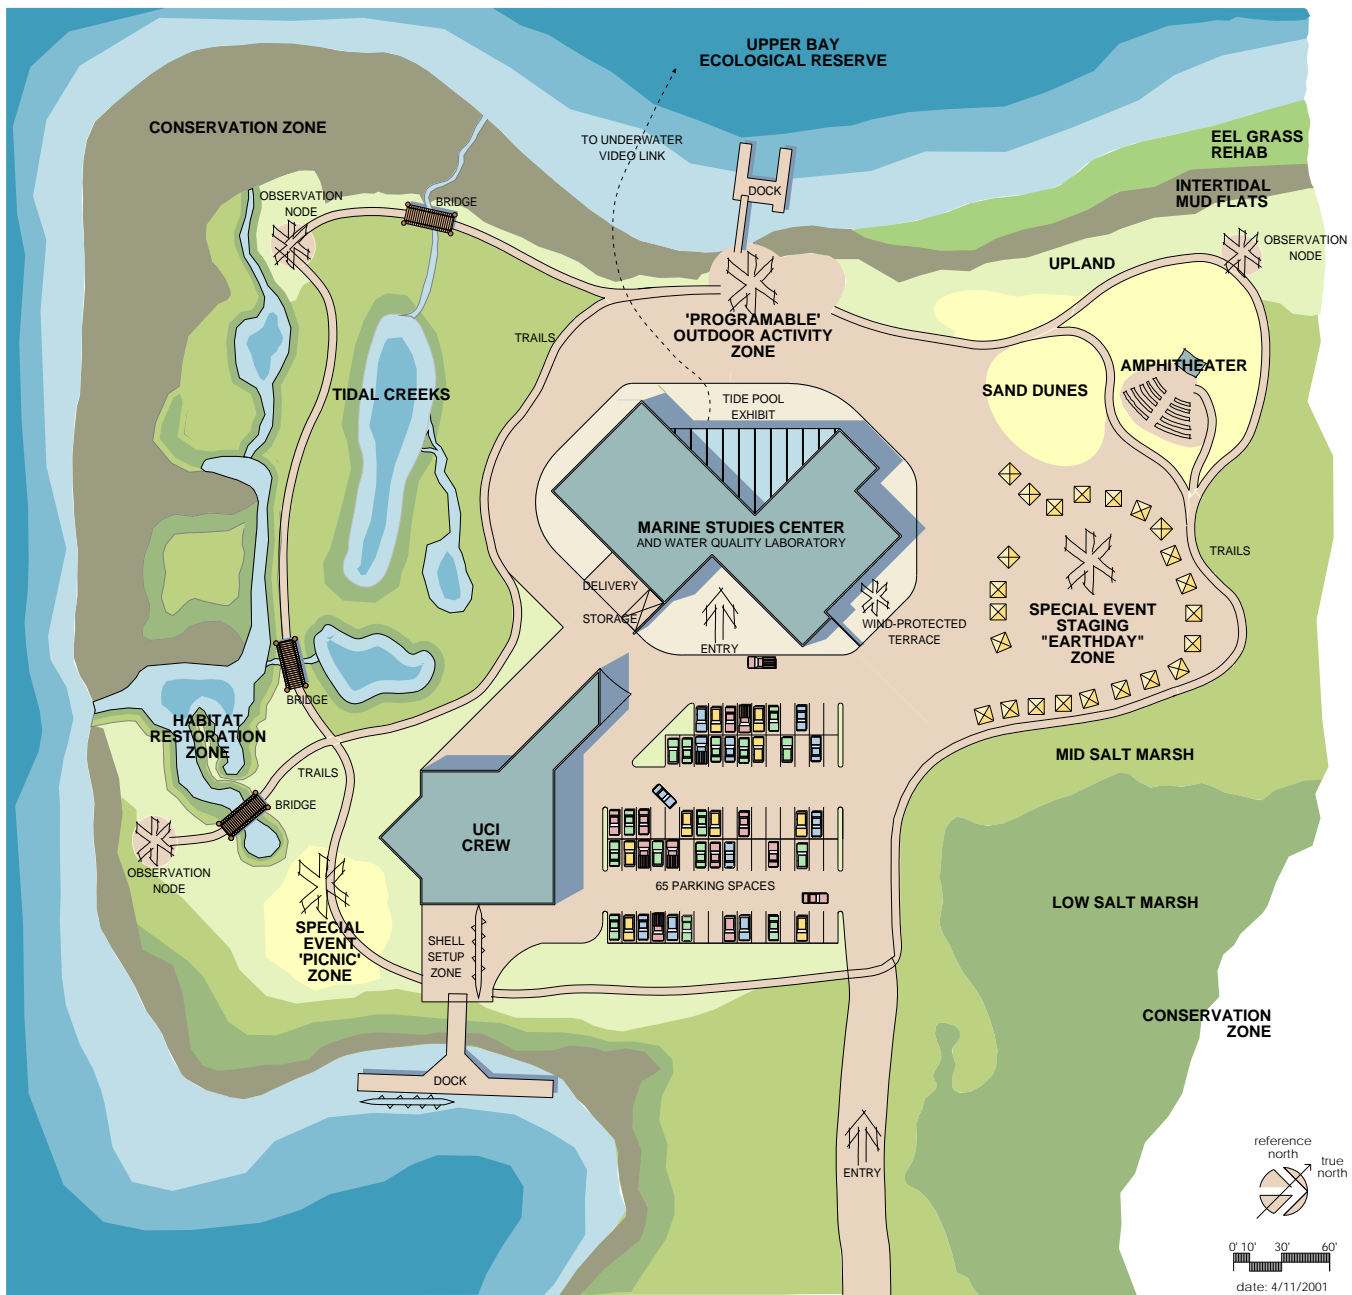 UPPER BAY
ECOLOGICAL RESERVE
CONSERVATION ZONE
TO UNDERWATER
VIDEO LINK
EEL GRASS
REHAB
DOCK
INTERTIDAL
MUD FLATS
OBSERVATION
NODE
BRIDGE
OBSERVATION
NODE
UPLAND
'PROGRAMABLE'
OUTDOOR ACTIVITY
ZONE
TRAILS
AMPHITHEATER
SAND DUNES
TIDAL CREEKS
TIDE POOL
EXHIBIT
MARINE STUDIES CENTER
AND WATER QUALITY LABORATORY
TRAILS
DELIVERY
STORAGE
WIND-PROTECTED
TERRACE
SPECIAL EVENT
STAGING
"EARTHDAY"
ZONE
ENTRY
BRIDGE
HABITAT
RESTORATION
ZONE
MID SALT MARSH
TRAILS
BRIDGE
UCI
CREW
OBSERVATION
NODE
65 PARKING SPACES
LOW SALT MARSH
SPECIAL
EVENT
'PICNIC'
ZONE
SHELL
SETUP
ZONE
CONSERVATION
ZONE
DOCK
ENTRY
reference
north
true
north
0' 10' 30' 60'
date: 4/11/2001